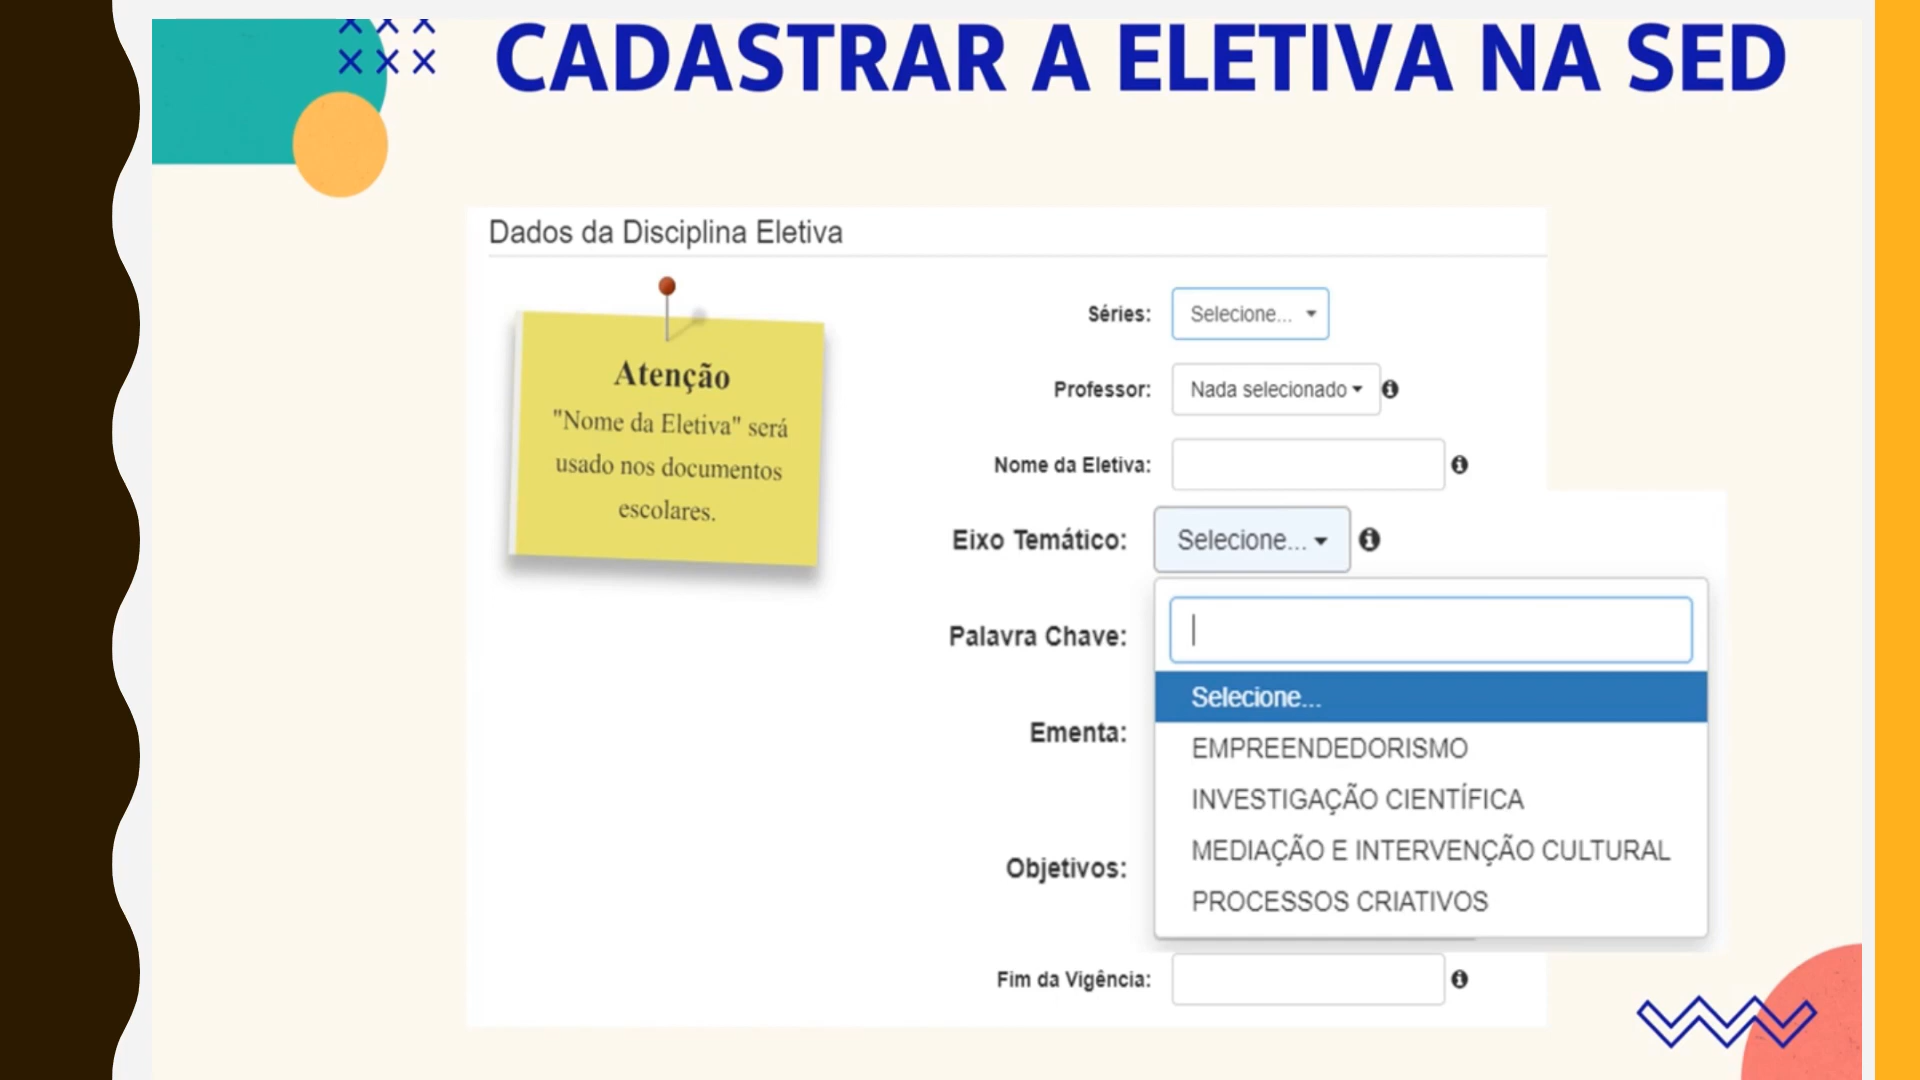 CADASTRAR A ELETIVA NA SED
Dados da Disciplina Eletiva
Atenção
"Nome da Eletiva" será
usado nos documentos
escolares.
Séries: Selecione...
Professor: Nada selecionado
Nome da Eletiva:
Eixo Temático: Selecione...
Palavra Chave:
Selecione...
Ementa:
EMPREENDEDORISMO
INVESTIGAÇÃO CIENTÍFICA
MEDIAÇÃO E INTERVENÇÃO CULTURAL
Objetivos:
PROCESSOS CRIATIVOS
Fim da Vigência: